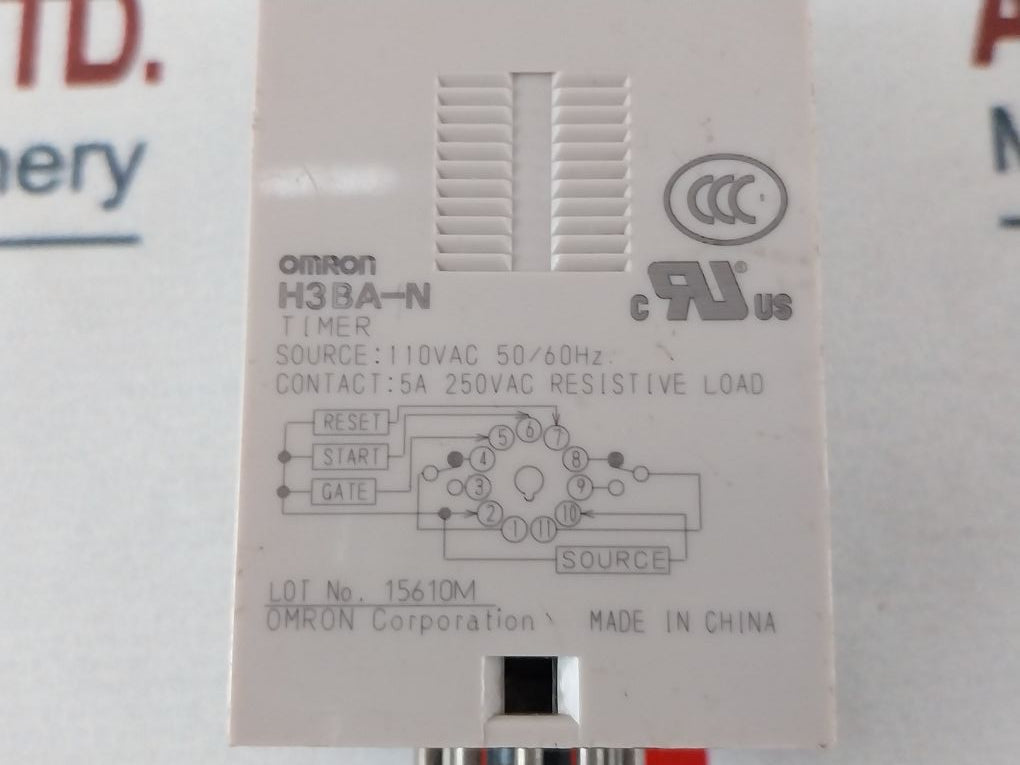 TD.
nery
CCC
OMRON
H3BA-N
C RU® US
TIMER
SOURCE:110VAC 50/60Hz.
CONTACT:5A 250VAC RESISTIVE LOAD
RESET
START
GATE
6
5 7
4 8
3 9
2 10
1 11
SOURCE
LOT No. 15610M
OMRON Corporation MADE IN CHINA